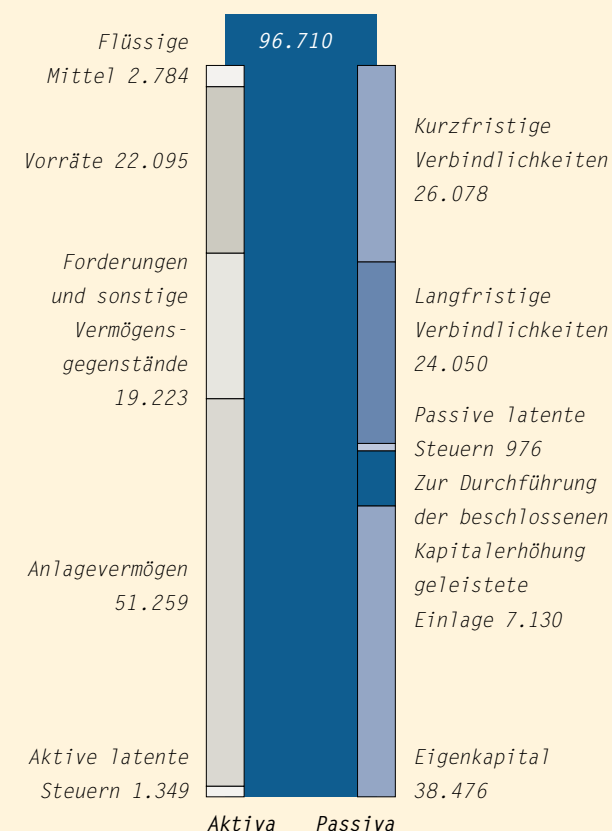 96.710
Flüssige
Mittel 2.784
Vorräte 22.095
Forderungen
und sonstige
Vermögens-
gegenstände
19.223
Anlagevermögen
51.259
Aktive latente
Steuern 1.349
Kurzfristige
Verbindlichkeiten
26.078
Langfristige
Verbindlichkeiten
24.050
Passive latente
Steuern 976
Zur Durchführung
der beschlossenen
Kapitalerhöhung
geleistete
Einlage 7.130
Eigenkapital
38.476
Aktiva Passiva